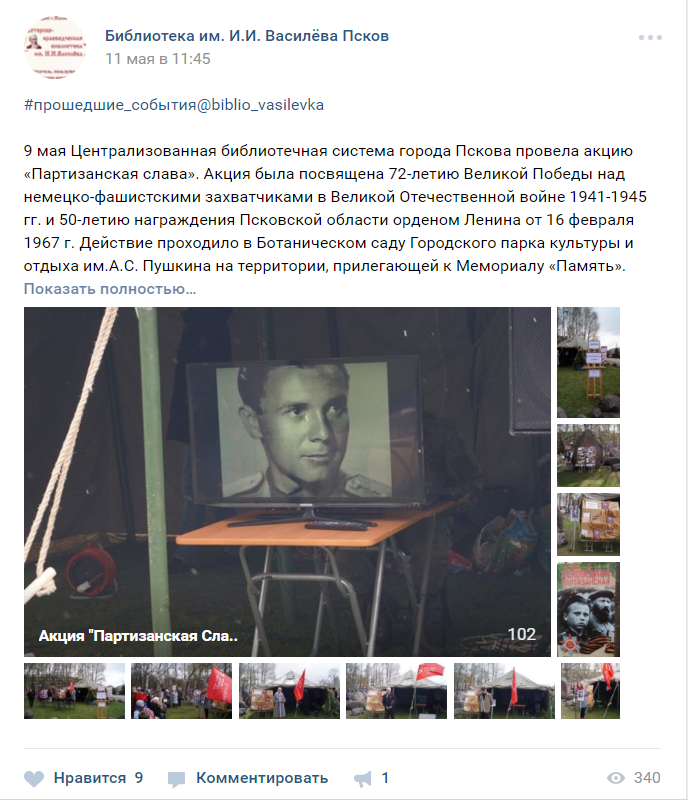 Библиотека им. И.И. Василёва Псков
11 мая в 11:45
#прошедшие_события@biblio_vasilevka
9 мая Централизованная библиотечная система города Пскова провела акцию
«Партизанская слава». Акция была посвящена 72-летию Великой Победы над
немецко-фашистскими захватчиками в Великой Отечественной войне 1941-1945
гг. и 50-летию награждения Псковской области орденом Ленина от 16 февраля
1967 г. Действие проходило в Ботаническом саду Городского парка культуры и
отдыха им.А.С. Пушкина на территории, прилегающей к Мемориалу «Память».
Показать полностью…
ПАРТИЗАНСКАЯ
Акция "Партизанская Сла..
102
Нравится 9
Комментировать
1
340